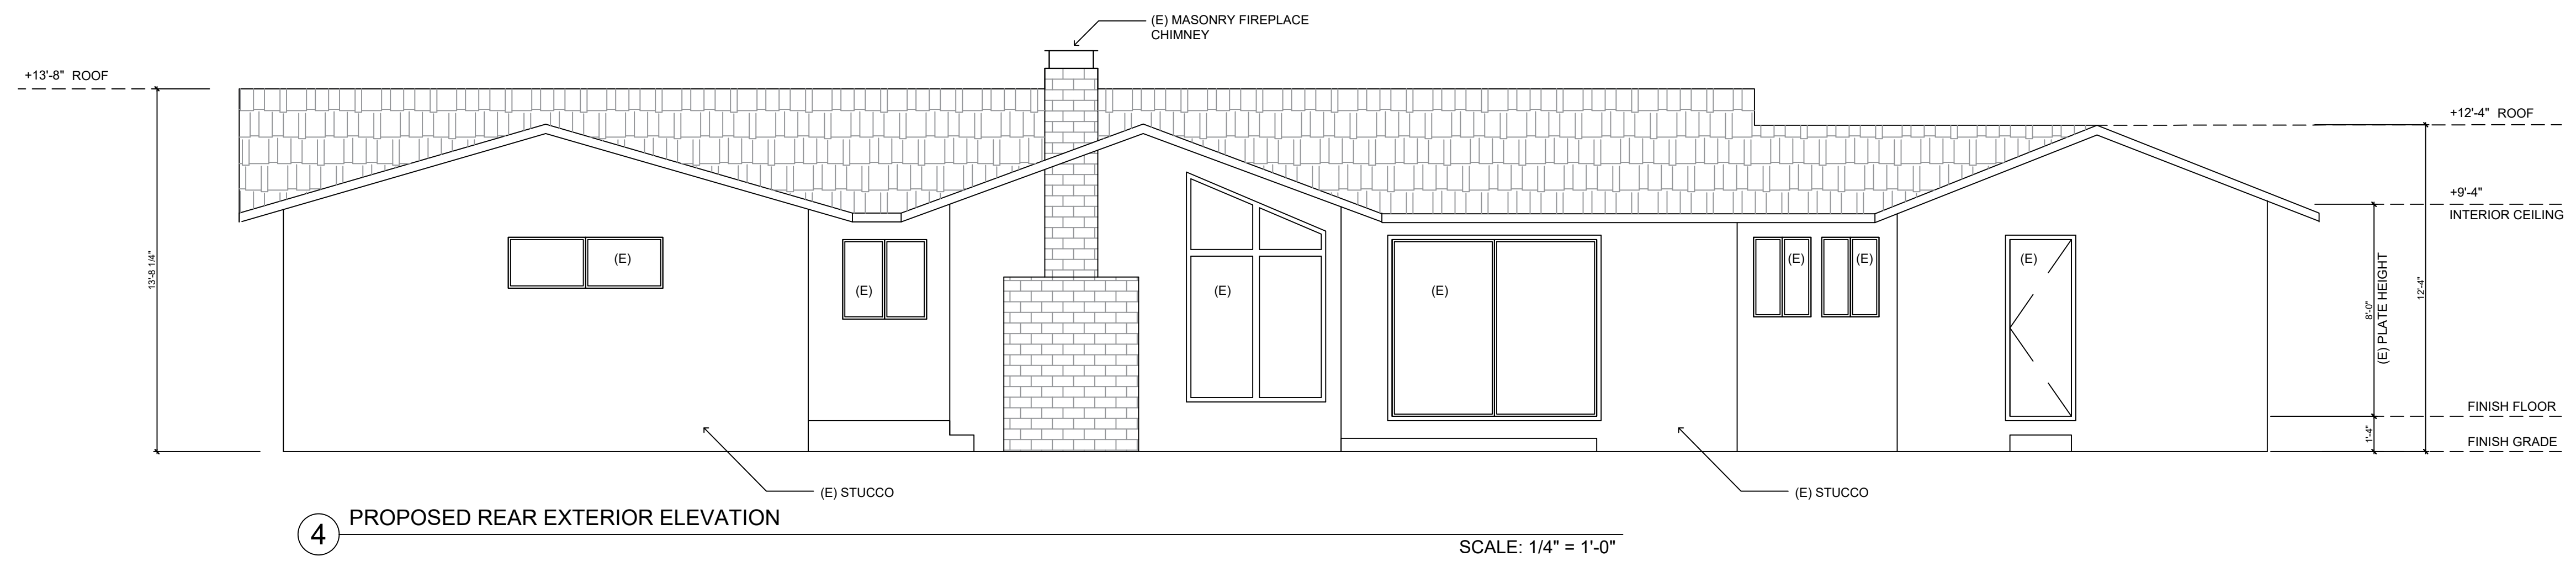 (E) MASONRY FIREPLACE
CHIMNEY
+13'-8" ROOF
+12'-4" ROOF
+9'-4"
INTERIOR CEILING
13'-8 1/4"
(E)
(E)
(E)
(E)
(E)
(E)
(E)
8'-0"
(E) PLATE HEIGHT
12'-4"
FINISH FLOOR
1'-4"
FINISH GRADE
(E) STUCCO
(E) STUCCO
4
PROPOSED REAR EXTERIOR ELEVATION
SCALE: 1/4" = 1'-0"